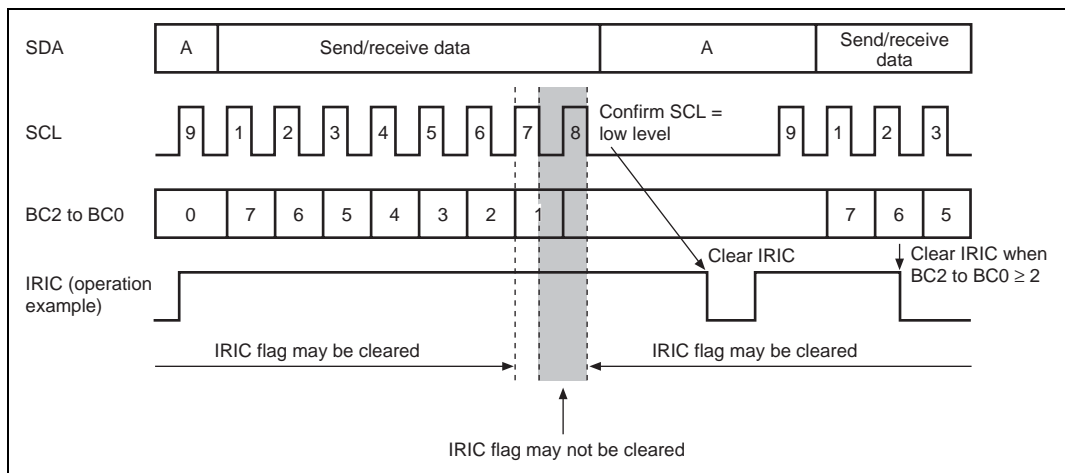 SDA
A
Send/receive data
A
Send/receive
data
SCL
9
1
2
3
4
5
6
7
8
Confirm SCL =
low level
9
1
2
3
BC2 to BC0
0
7
6
5
4
3
2
1
7
6
5
IRIC (operation
example)
Clear IRIC
Clear IRIC when
BC2 to BC0 ≥ 2
IRIC flag may be cleared
IRIC flag may be cleared
IRIC flag may not be cleared